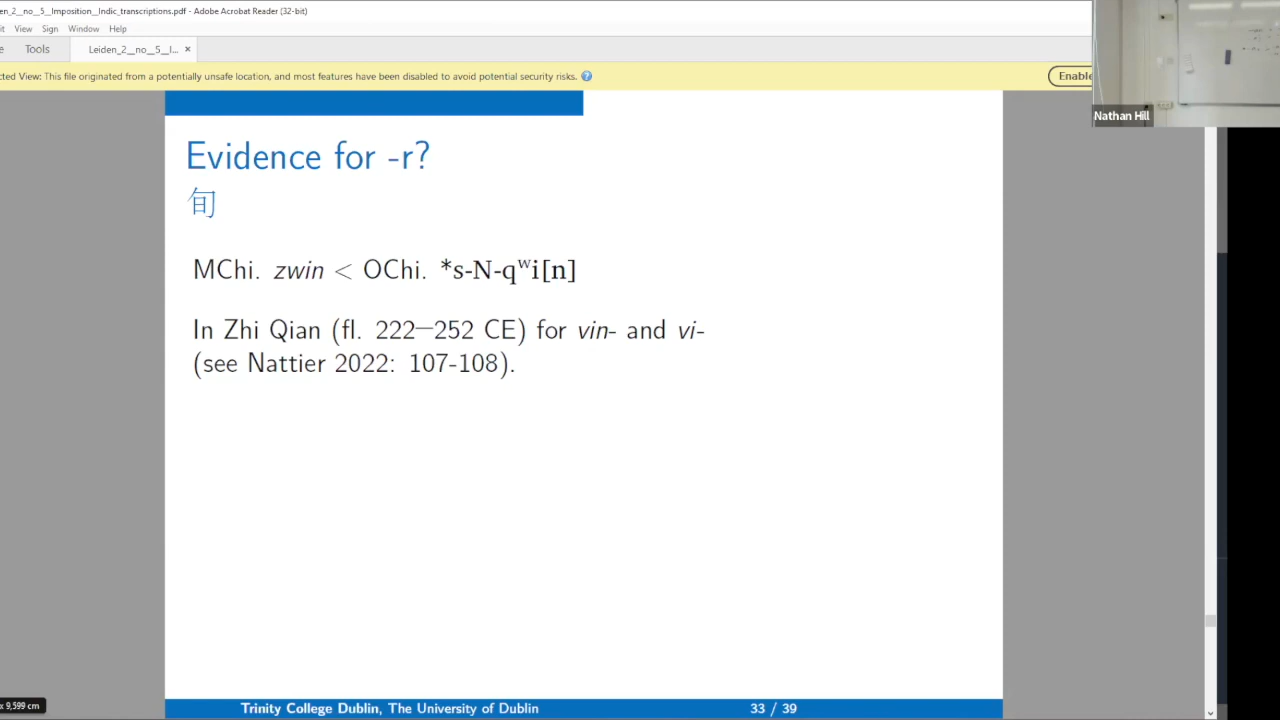 en_2__no__5__Imposition__Indic_transcriptions.pdf - Adobe Acrobat Reader (32-bit)
it View Sign Window Help
e Tools Leiden_2__no__5__I... ×
cted View: This file originated from a potentially unsafe location, and most features have been disabled to avoid potential security risks. ? Enable
Nathan Hill
Evidence for -r?
旬
MChi. zwin < OChi. *s-N-qʷi[n]
In Zhi Qian (fl. 222–252 CE) for vin- and vi-
(see Nattier 2022: 107-108).
x 9,599 cm
Trinity College Dublin, The University of Dublin 33 / 39